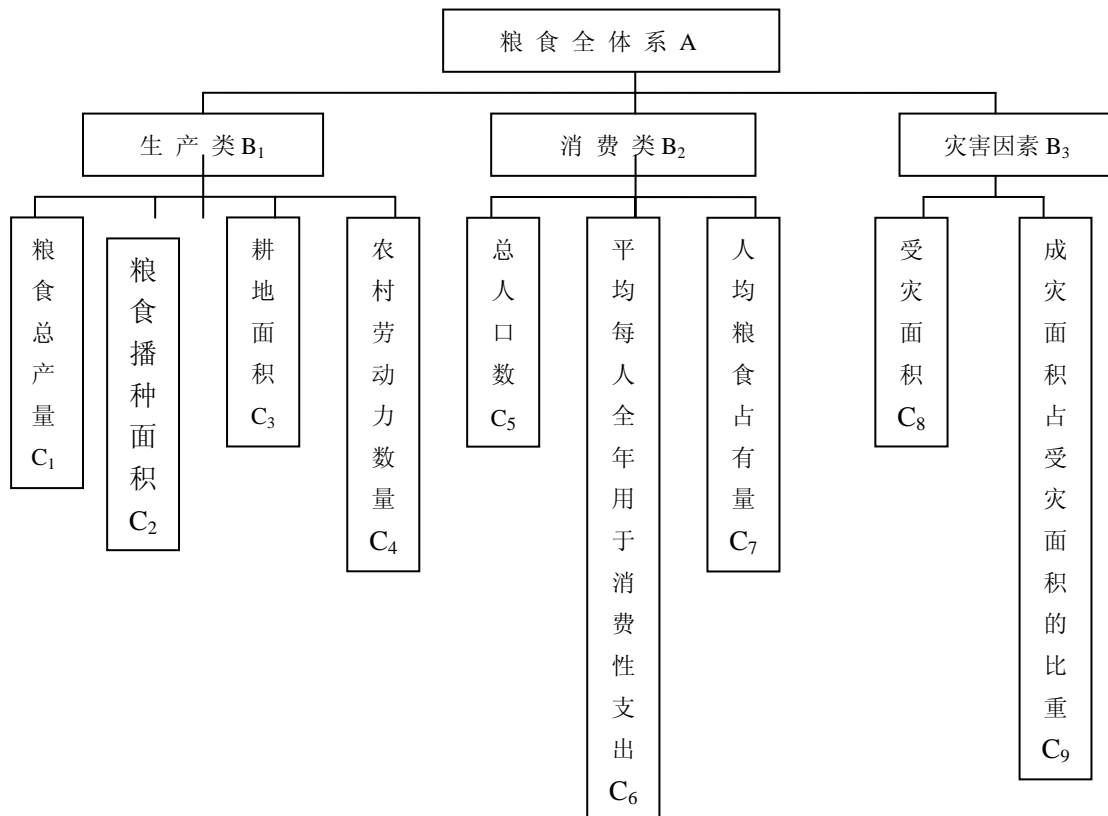 粮 食 全 体 系 A
生 产 类 B₁
消 费 类 B₂
灾害因素 B₃
粮食总产量 C₁
粮食播种面积 C₂
耕地面积 C₃
农村劳动力数量 C₄
总人口数 C₅
平均每人全年用于消费性支出 C₆
人均粮食占有量 C₇
受灾面积 C₈
成灾面积占受灾面积的比重 C₉